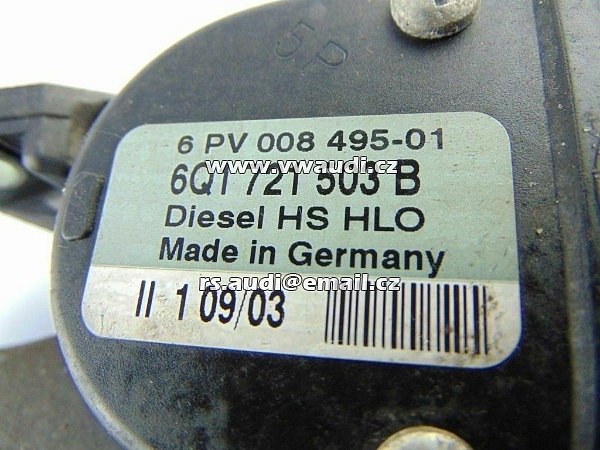 5P
6 PV 008 495-01
www.vwaudi.cz
6Q1 721 503 B
Diesel HS HLO
Made in Germany
rs.audi@email.cz
II 1 09/03